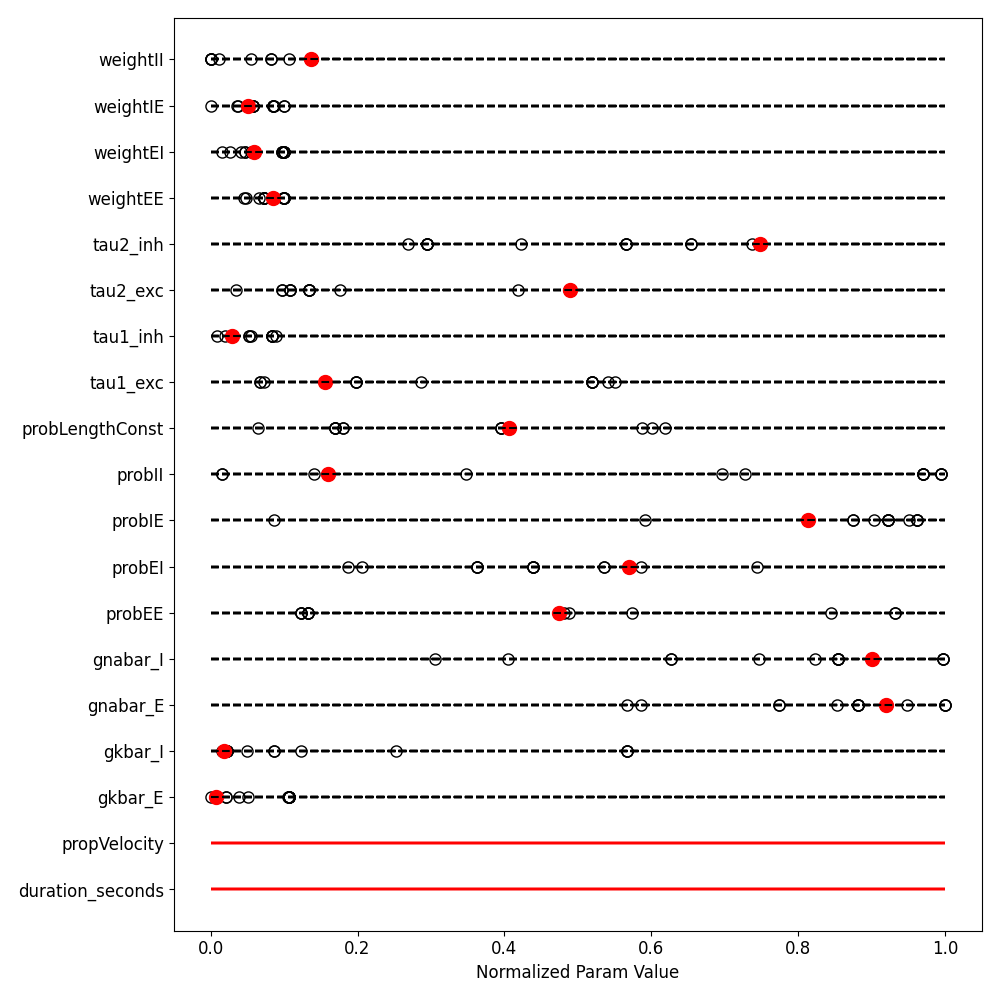 weightII
weightIE
weightEI
weightEE
tau2_inh
tau2_exc
tau1_inh
tau1_exc
probLengthConst
probII
probIE
probEI
probEE
gnabar_I
gnabar_E
gkbar_I
gkbar_E
propVelocity
duration_seconds
0.0 0.2 0.4 0.6 0.8 1.0
Normalized Param Value